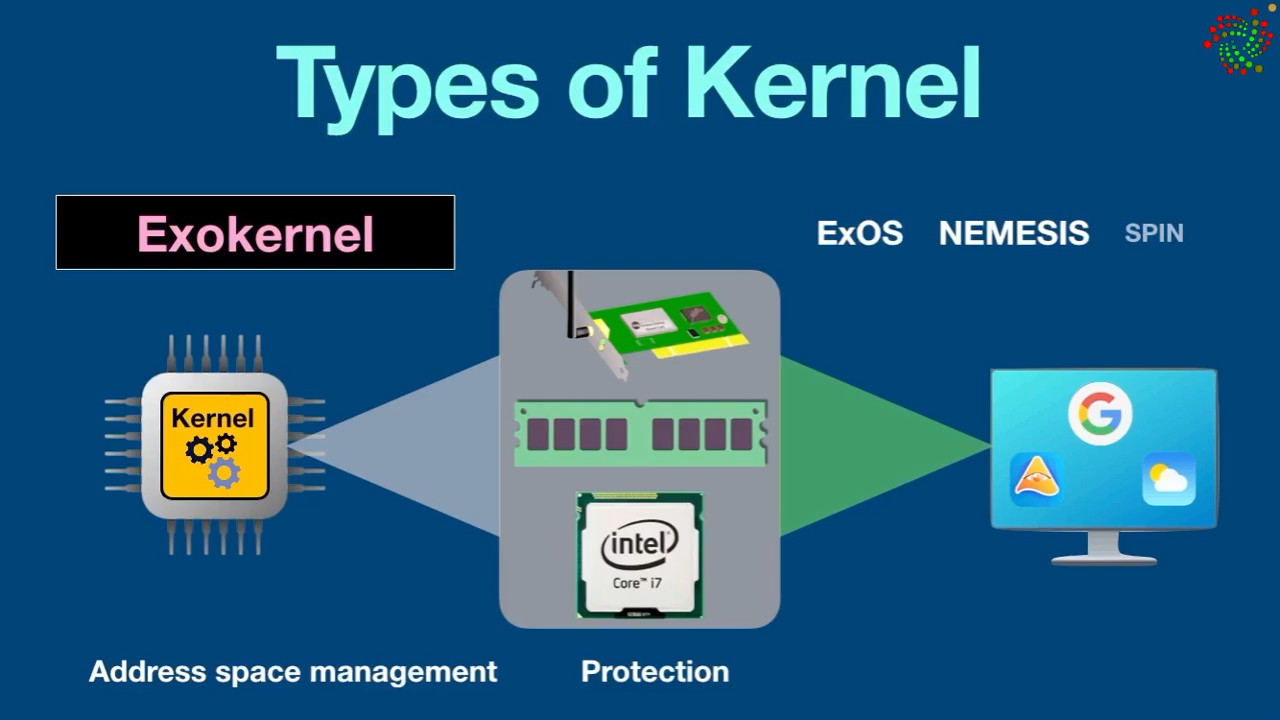 Types of Kernel
Exokernel
ExOS NEMESIS SPIN
Kernel
G
intel
Core™ i7
Address space management
Protection